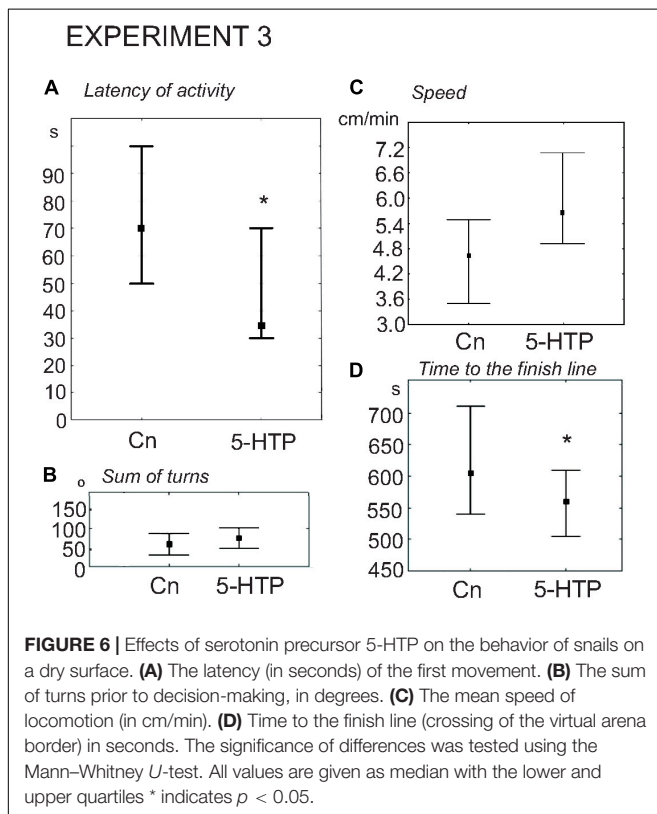 EXPERIMENT 3
A Latency of activity
s
90
80
70
60
50
40
30
20
10
0
*
Cn 5-HTP
B o Sum of turns
150
100
50
0
Cn 5-HTP
C Speed
cm/min
7.2
6.6
6.0
5.4
4.8
4.2
3.6
3.0
Cn 5-HTP
D Time to the finish line
s
700
650
600
550
500
450
*
Cn 5-HTP
FIGURE 6 | Effects of serotonin precursor 5-HTP on the behavior of snails on
a dry surface. (A) The latency (in seconds) of the first movement. (B) The sum
of turns prior to decision-making, in degrees. (C) The mean speed of
locomotion (in cm/min). (D) Time to the finish line (crossing of the virtual arena
border) in seconds. The significance of differences was tested using the
Mann–Whitney U-test. All values are given as median with the lower and
upper quartiles * indicates p < 0.05.